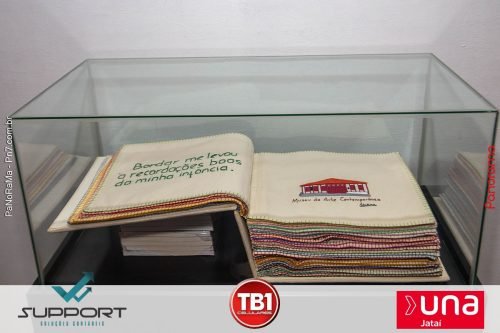 Bordar me levou
a recordações boas
da minha infância.
Museu de Arte Contemporânea
PaNoRaMa - Pn7.com.br
PaNoRaMa
SUPPORT
SOLUÇÕES CONTÁBEIS
TB1
CELULARES
una
Jataí